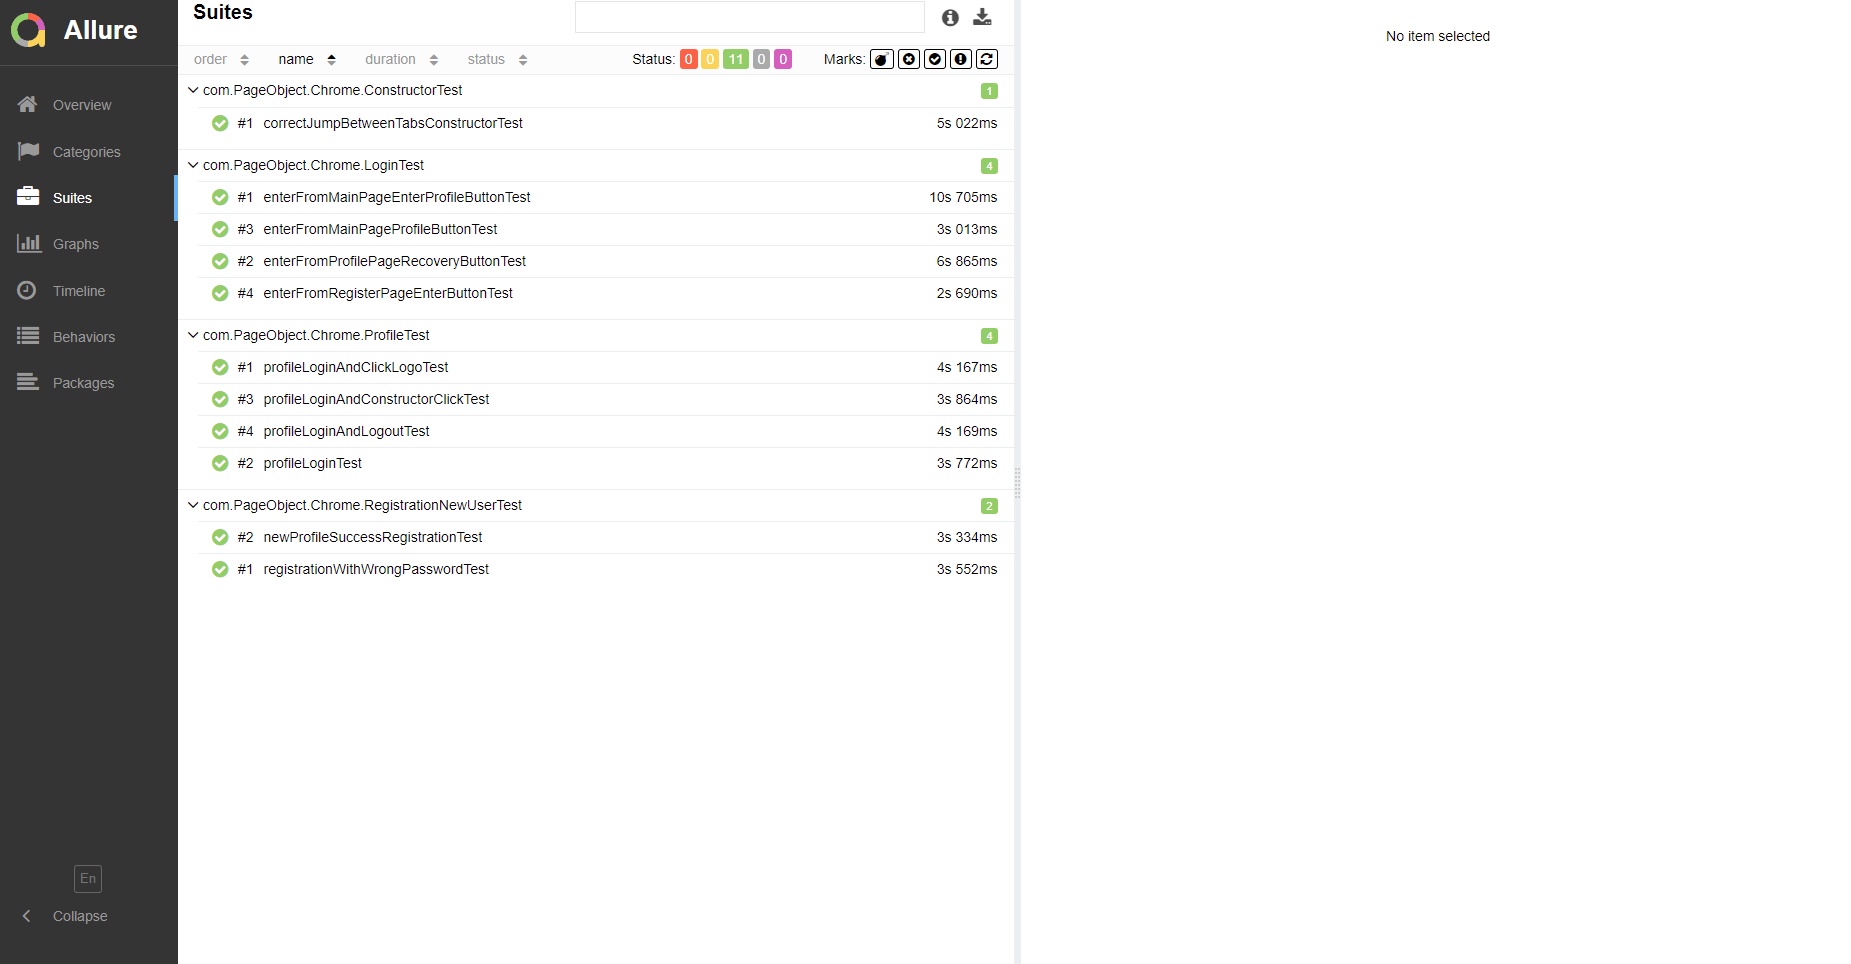 Allure
Overview
Categories
Suites
Graphs
Timeline
Behaviors
Packages
En
Collapse
Suites
order name duration status Status: 0 0 11 0 0 Marks:
com.PageObject.Chrome.ConstructorTest 1
#1 correctJumpBetweenTabsConstructorTest 5s 022ms
com.PageObject.Chrome.LoginTest 4
#1 enterFromMainPageEnterProfileButtonTest 10s 705ms
#3 enterFromMainPageProfileButtonTest 3s 013ms
#2 enterFromProfilePageRecoveryButtonTest 6s 865ms
#4 enterFromRegisterPageEnterButtonTest 2s 690ms
com.PageObject.Chrome.ProfileTest 4
#1 profileLoginAndClickLogoTest 4s 167ms
#3 profileLoginAndConstructorClickTest 3s 864ms
#4 profileLoginAndLogoutTest 4s 169ms
#2 profileLoginTest 3s 772ms
com.PageObject.Chrome.RegistrationNewUserTest 2
#2 newProfileSuccessRegistrationTest 3s 334ms
#1 registrationWithWrongPasswordTest 3s 552ms
No item selected